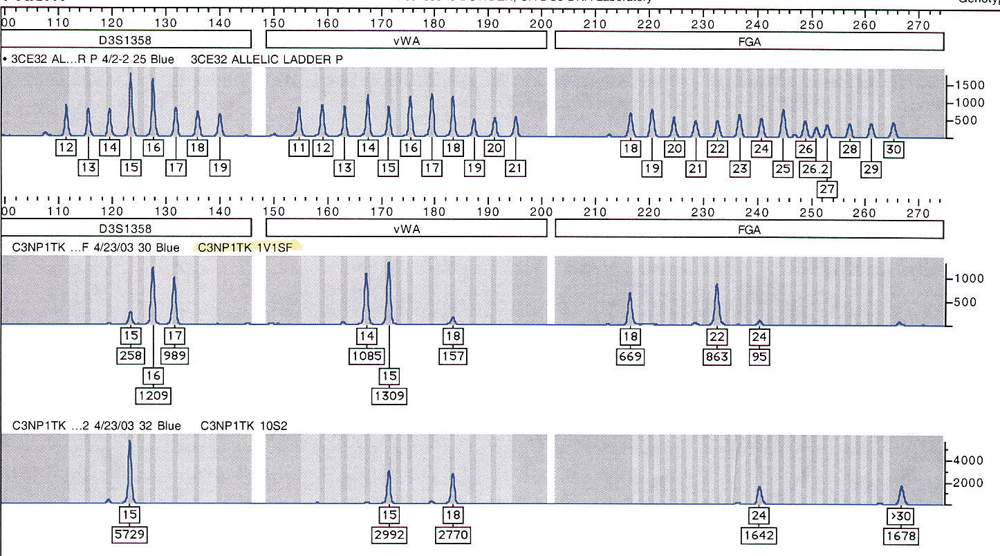 00 110 120 130 140 150 160 170 180 190 200 210 220 230 240 250 260 270
D3S1358 vWA FGA
• 3CE32 AL...R P 4/2-2 25 Blue 3CE32 ALLELIC LADDER P
1500
1000
500
12 14 16 18 11 12 14 16 18 20 18 20 22 24 26 28 30
13 15 17 19 13 15 17 19 21 19 21 23 25 26.2 29
27
00 110 120 130 140 150 160 170 180 190 200 210 220 230 240 250 260 270
D3S1358 vWA FGA
C3NP1TK ...F 4/23/03 30 Blue C3NP1TK 1V1SF
1000
500
15 17 14 18 18 22 24
258 989 1085 157 669 863 95
16 15
1209 1309
C3NP1TK ...2 4/23/03 32 Blue C3NP1TK 10S2
4000
2000
15 15 18 24 >30
5729 2992 2770 1642 1678